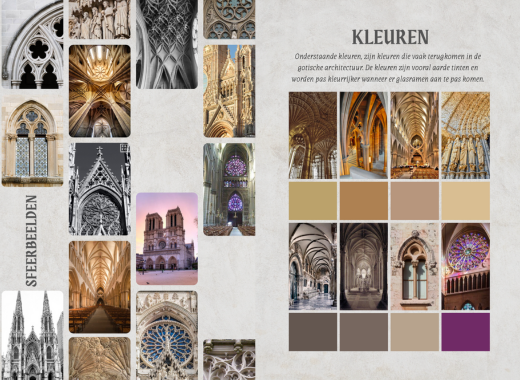 SFEERBEELDEN
KLEUREN
Onderstaande kleuren, zijn kleuren die vaak terugkomen in de
gotische architectuur. De kleuren zijn vooral aarde tinten en
worden pas kleurrijker wanneer er glasramen aan te pas komen.